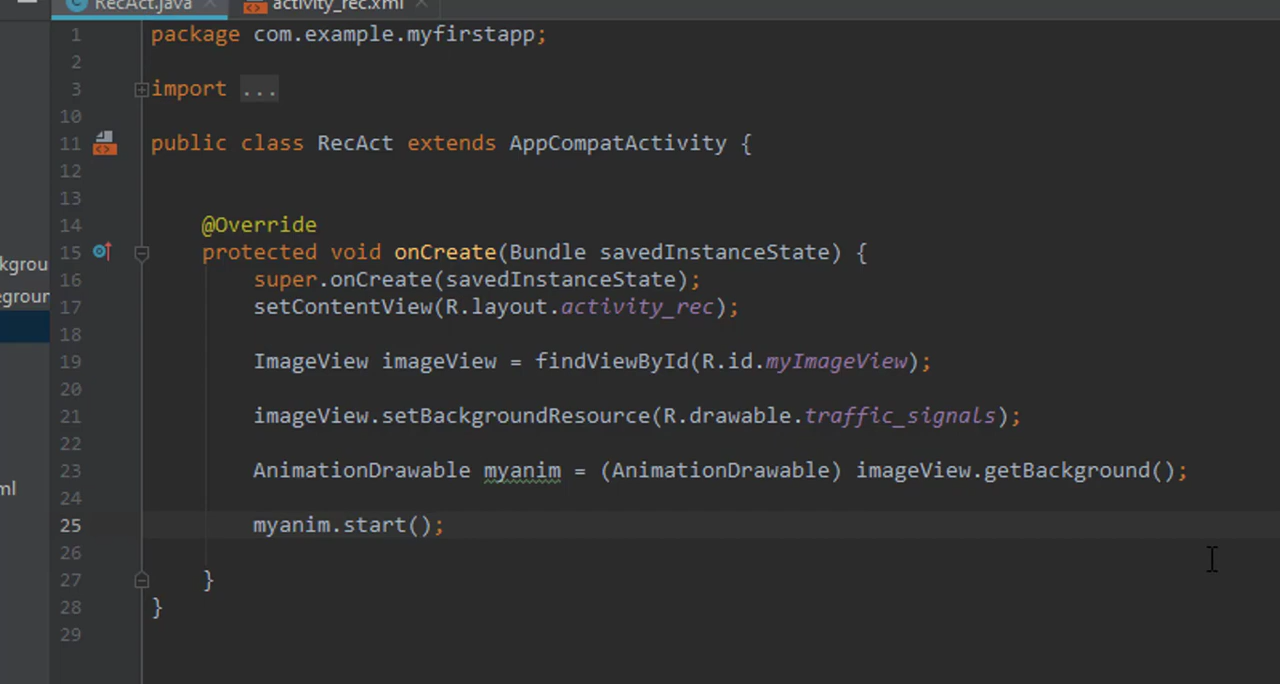 RecAct.java
activity_rec.xml
1 package com.example.myfirstapp;
2
3 import ...
10
11 public class RecAct extends AppCompatActivity {
12
13
14 @Override
15 protected void onCreate(Bundle savedInstanceState) {
16 super.onCreate(savedInstanceState);
17 setContentView(R.layout.activity_rec);
18
19 ImageView imageView = findViewById(R.id.myImageView);
20
21 imageView.setBackgroundResource(R.drawable.traffic_signals);
22
23 AnimationDrawable myanim = (AnimationDrawable) imageView.getBackground();
24
25 myanim.start();
26
27 }
28 }
29